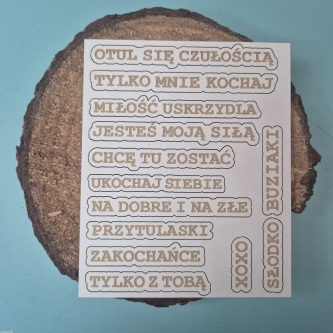 OTUL SIĘ CZUŁOŚCIĄ
TYLKO MNIE KOCHAJ
MIŁOŚĆ USKRZYDLA
JESTEŚ MOJĄ SIŁĄ
CHCĘ TU ZOSTAĆ
UKOCHAJ SIEBIE
NA DOBRE I NA ZŁE
PRZYTULASKI
ZAKOCHAŃCE
TYLKO Z TOBĄ
XOXO
SŁODKO BUZIAKI